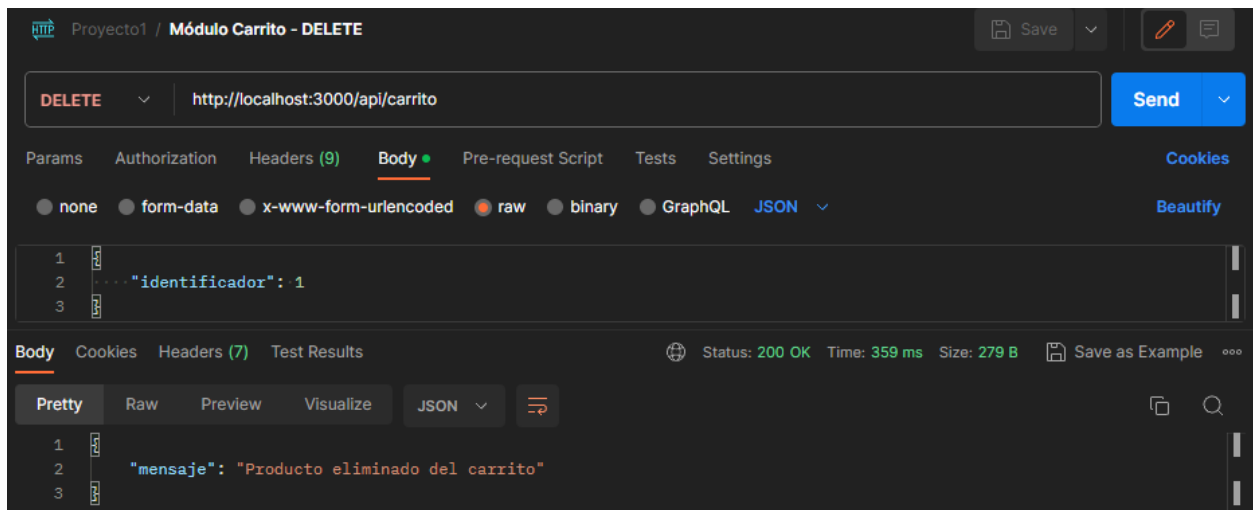 HTTP Proyecto1 / Módulo Carrito - DELETE Save
DELETE http://localhost:3000/api/carrito Send
Params Authorization Headers (9) Body Pre-request Script Tests Settings Cookies
none form-data x-www-form-urlencoded raw binary GraphQL JSON Beautify
1 {
2 "identificador": 1
3 }
Body Cookies Headers (7) Test Results Status: 200 OK Time: 359 ms Size: 279 B Save as Example
Pretty Raw Preview Visualize JSON
1 {
2 "mensaje": "Producto eliminado del carrito"
3 }